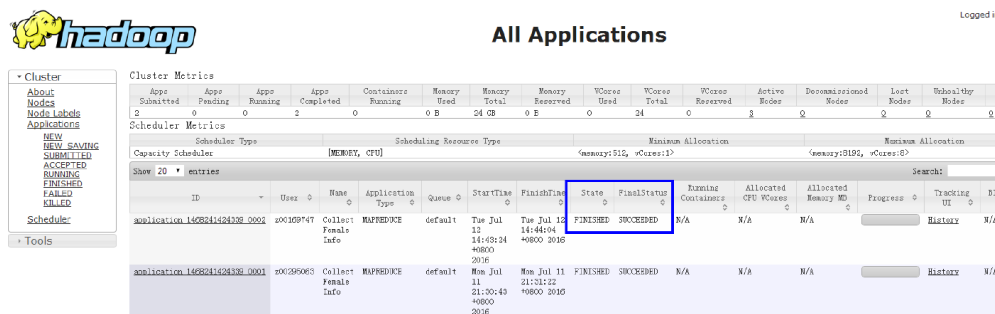 hadoop
Logged i
All Applications
Cluster
About
Nodes
Node Labels
Applications
NEW
NEW_SAVING
SUBMITTED
ACCEPTED
RUNNING
FINISHED
FAILED
KILLED
Scheduler
Tools
Cluster Metrics
Apps Submitted Apps Pending Apps Running Apps Completed Containers Running Memory Used Memory Total Memory Reserved VCores Used VCores Total VCores Reserved Active Nodes Decommissioned Nodes Lost Nodes Unhealthy Nodes
2 0 0 2 0 0 B 24 GB 0 B 0 24 0 3 0 0 0
Scheduler Metrics
Scheduler Type Scheduling Resource Type Minimum Allocation Maximum Allocation
Capacity Scheduler [MEMORY, CPU] <memory:512, vCores:1> <memory:8192, vCores:8>
Show 20 entries Search:
ID User Name Application Type Queue StartTime FinishTime State FinalStatus Running Containers Allocated CPU VCores Allocated Memory MB Progress Tracking UI Bl
application_1468241424339_0002 z00169747 Collect MAPREDUCE default Tue Jul Tue Jul 12 FINISHED SUCCEEDED N/A N/A N/A History N/A
Female 12 14:44:04
Info 14:43:24 +0800 2016
+0800
2016
application_1468241424339_0001 z00295063 Collect MAPREDUCE default Mon Jul Mon Jul 11 FINISHED SUCCEEDED N/A N/A N/A History N/A
Female 11 21:31:22
Info 21:30:43 +0800 2016
+0800
2016